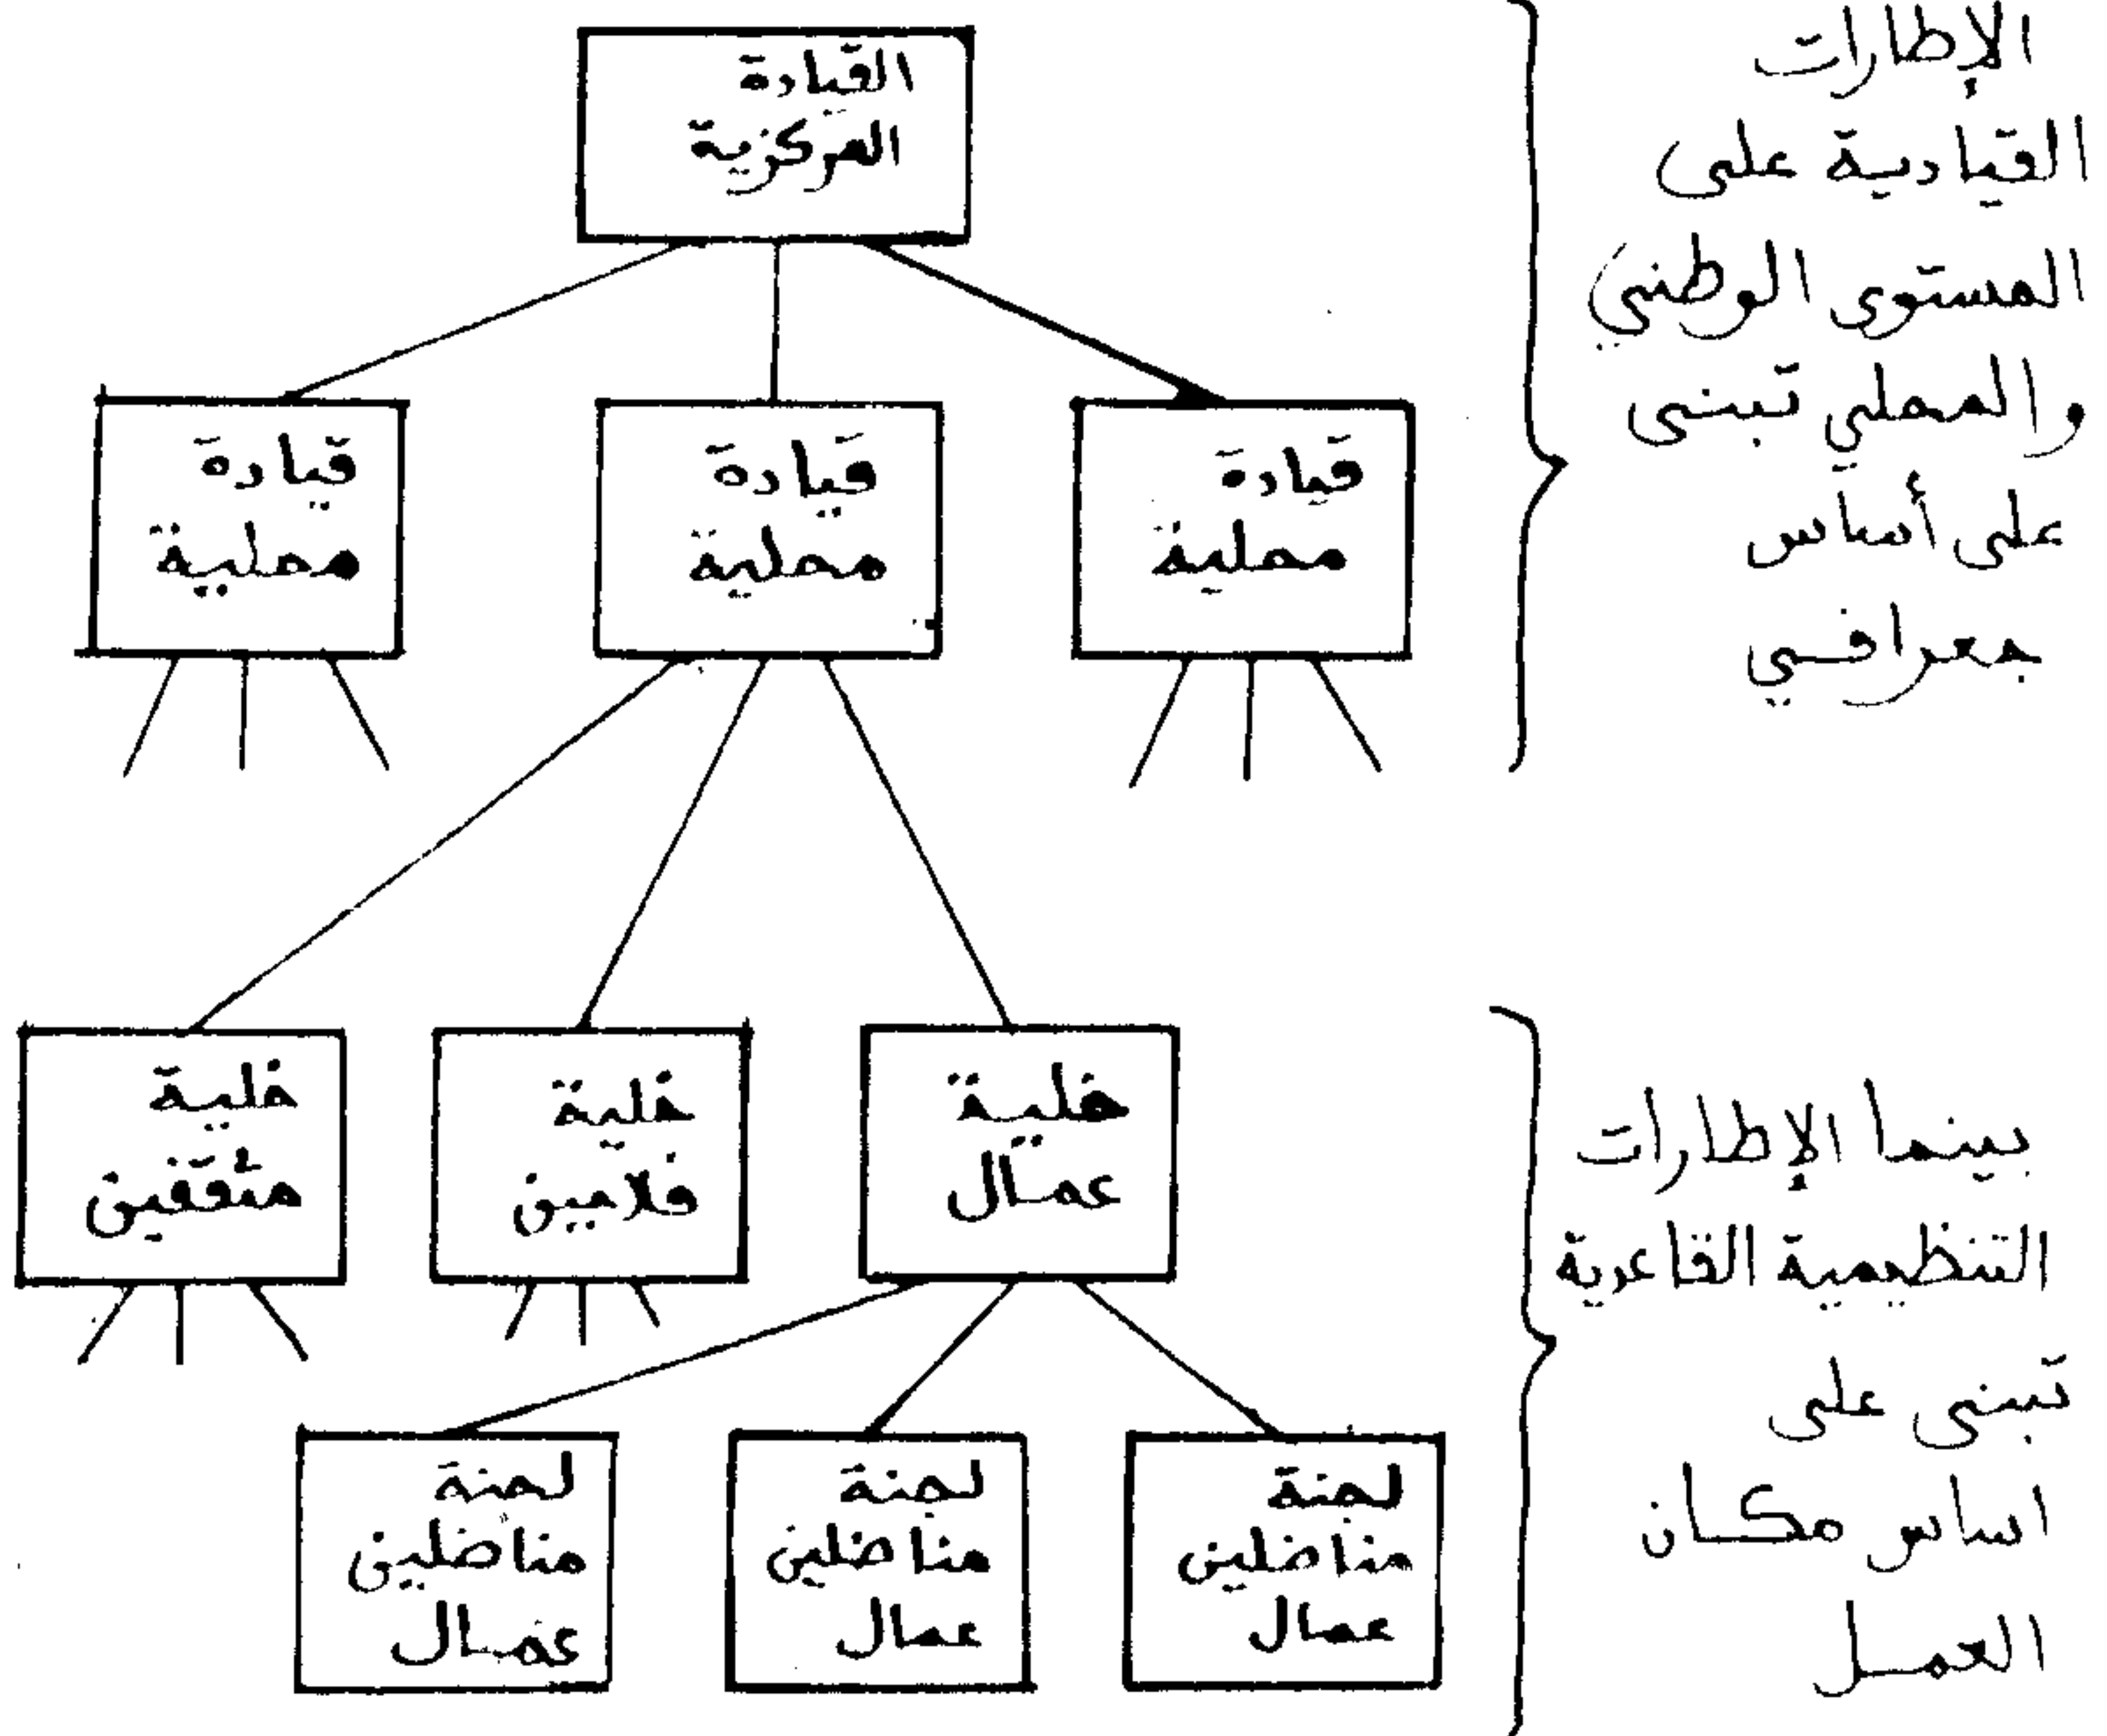 القيادة
المركزية
قيادة
محلية
قيادة
محلية
قيادة
محلية
الإطارات
القيادية على
المستوى الوطني
والمحلي تبنى
على أساس
جعرافي
خلية
عمال
خلية
فلاحين
خلية
مثقفين
لجنة
مناضلين
عمال
لجنة
مناضلين
عمال
لجنة
مناضلين
عمال
بينما الإطارات
التنظيمية القاعدية
تبنى على
اساس مكان
العمل